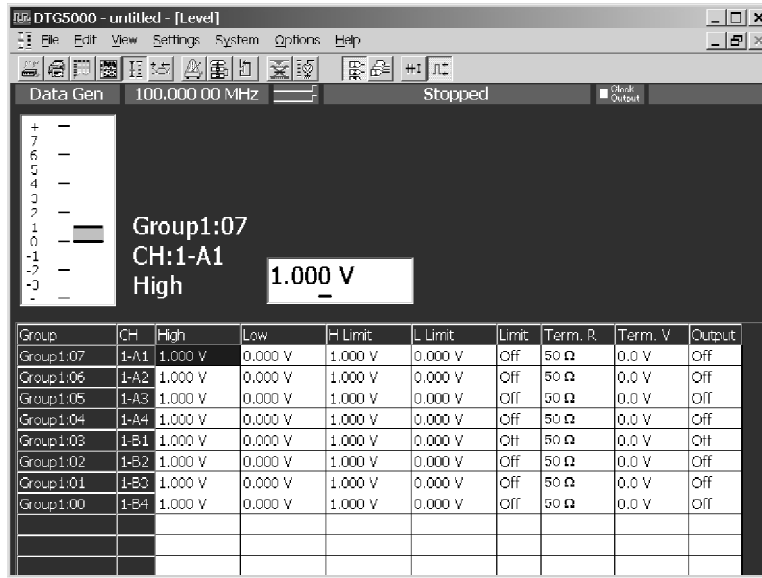 DTG5000 - untitled - [Level]
File Edit View Settings System Options Help
Data Gen 100.000 00 MHz Stopped Clock Output
+
7
6
5
4
3
2
1
0
-1
-2
-3
-
Group1:07
CH:1-A1
High 1.000 V
Group CH High Low H Limit L Limit Limit Term. R Term. V Output
Group1:07 1-A1 1.000 V 0.000 V 1.000 V 0.000 V Off 50 Ω 0.0 V Off
Group1:06 1-A2 1.000 V 0.000 V 1.000 V 0.000 V Off 50 Ω 0.0 V Off
Group1:05 1-A3 1.000 V 0.000 V 1.000 V 0.000 V Off 50 Ω 0.0 V Off
Group1:04 1-A4 1.000 V 0.000 V 1.000 V 0.000 V Off 50 Ω 0.0 V Off
Group1:03 1-B1 1.000 V 0.000 V 1.000 V 0.000 V Off 50 Ω 0.0 V Off
Group1:02 1-B2 1.000 V 0.000 V 1.000 V 0.000 V Off 50 Ω 0.0 V Off
Group1:01 1-B3 1.000 V 0.000 V 1.000 V 0.000 V Off 50 Ω 0.0 V Off
Group1:00 1-B4 1.000 V 0.000 V 1.000 V 0.000 V Off 50 Ω 0.0 V Off